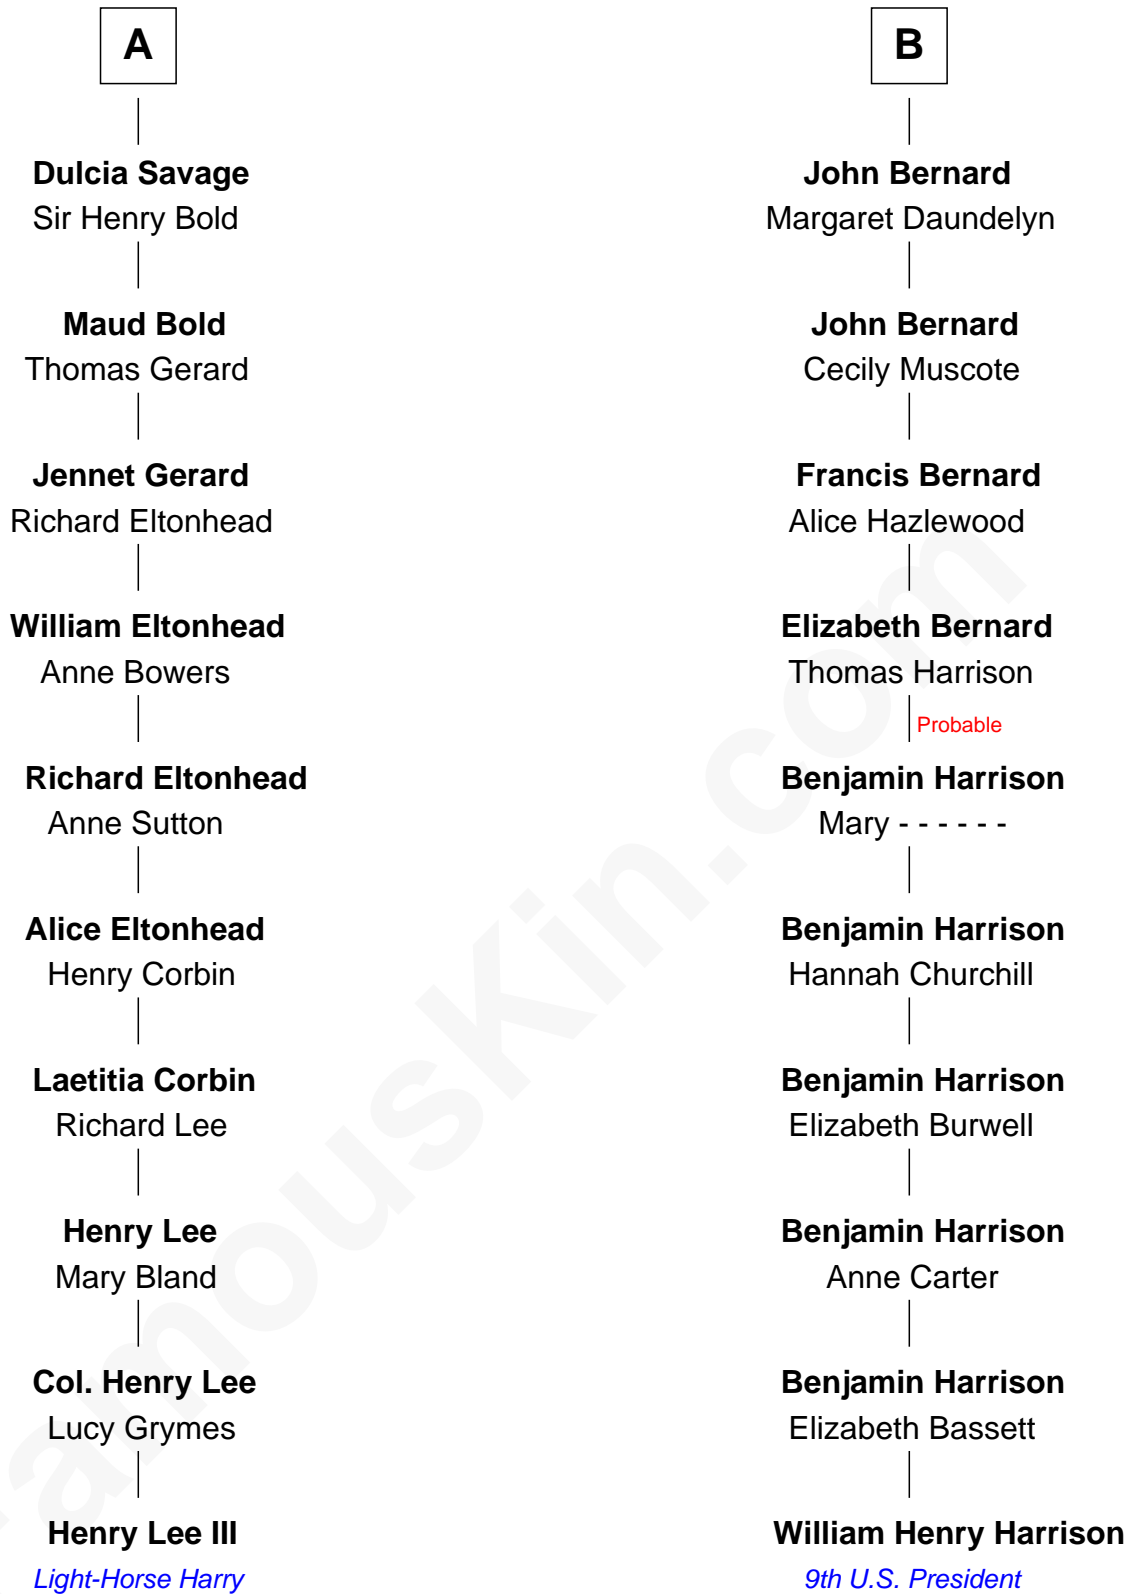 A
Dulcia Savage
Sir Henry Bold
Maud Bold
Thomas Gerard
Jennet Gerard
Richard Eltonhead
William Eltonhead
Anne Bowers
Richard Eltonhead
Anne Sutton
Alice Eltonhead
Henry Corbin
Laetitia Corbin
Richard Lee
Henry Lee
Mary Bland
Col. Henry Lee
Lucy Grymes
Henry Lee III
Light-Horse Harry
B
John Bernard
Margaret Daundelyn
John Bernard
Cecily Muscote
Francis Bernard
Alice Hazlewood
Elizabeth Bernard
Thomas Harrison
Probable
Benjamin Harrison
Mary - - - - - -
Benjamin Harrison
Hannah Churchill
Benjamin Harrison
Elizabeth Burwell
Benjamin Harrison
Anne Carter
Benjamin Harrison
Elizabeth Bassett
William Henry Harrison
9th U.S. President
amouskin.com